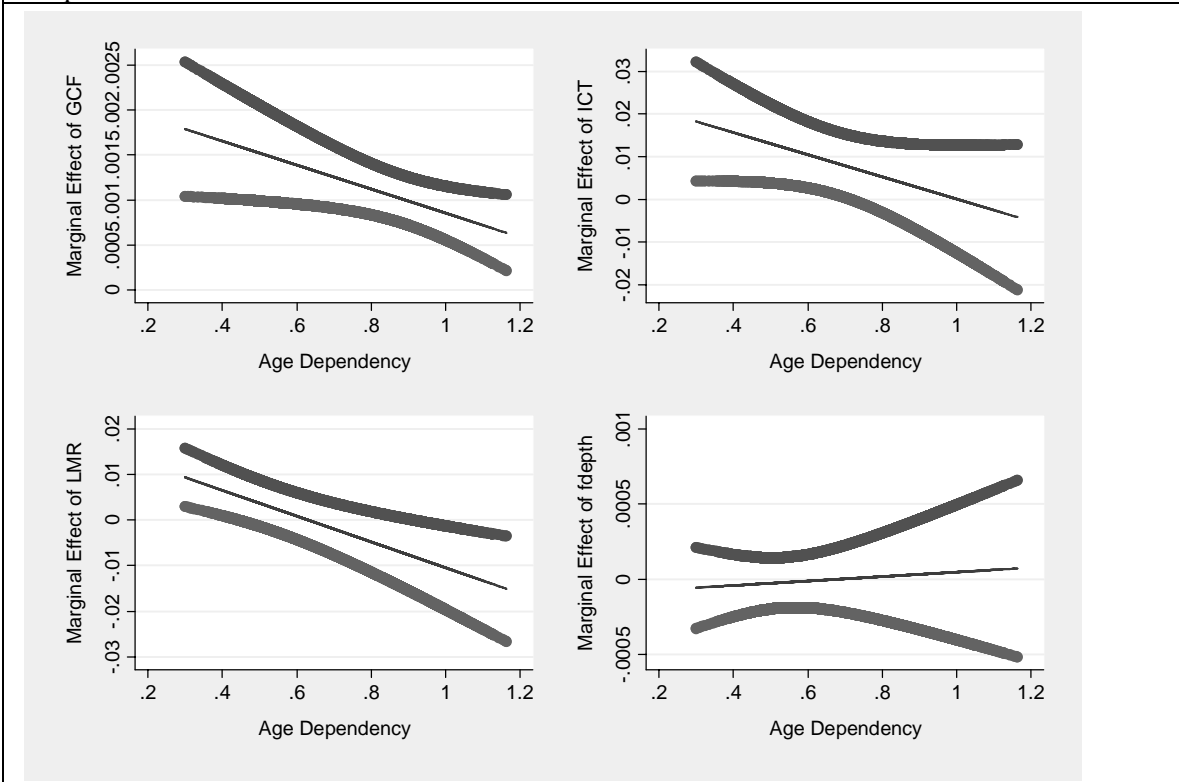 Marginal Effect of GCF
0 .0005 .001 .0015 .002 .0025
.2 .4 .6 .8 1 1.2
Age Dependency
Marginal Effect of ICT
-.02 -.01 0 .01 .02 .03
.2 .4 .6 .8 1 1.2
Age Dependency
Marginal Effect of LMR
-.03 -.02 -.01 0 .01 .02
.2 .4 .6 .8 1 1.2
Age Dependency
Marginal Effect of fdepth
-.0005 0 .0005 .001
.2 .4 .6 .8 1 1.2
Age Dependency